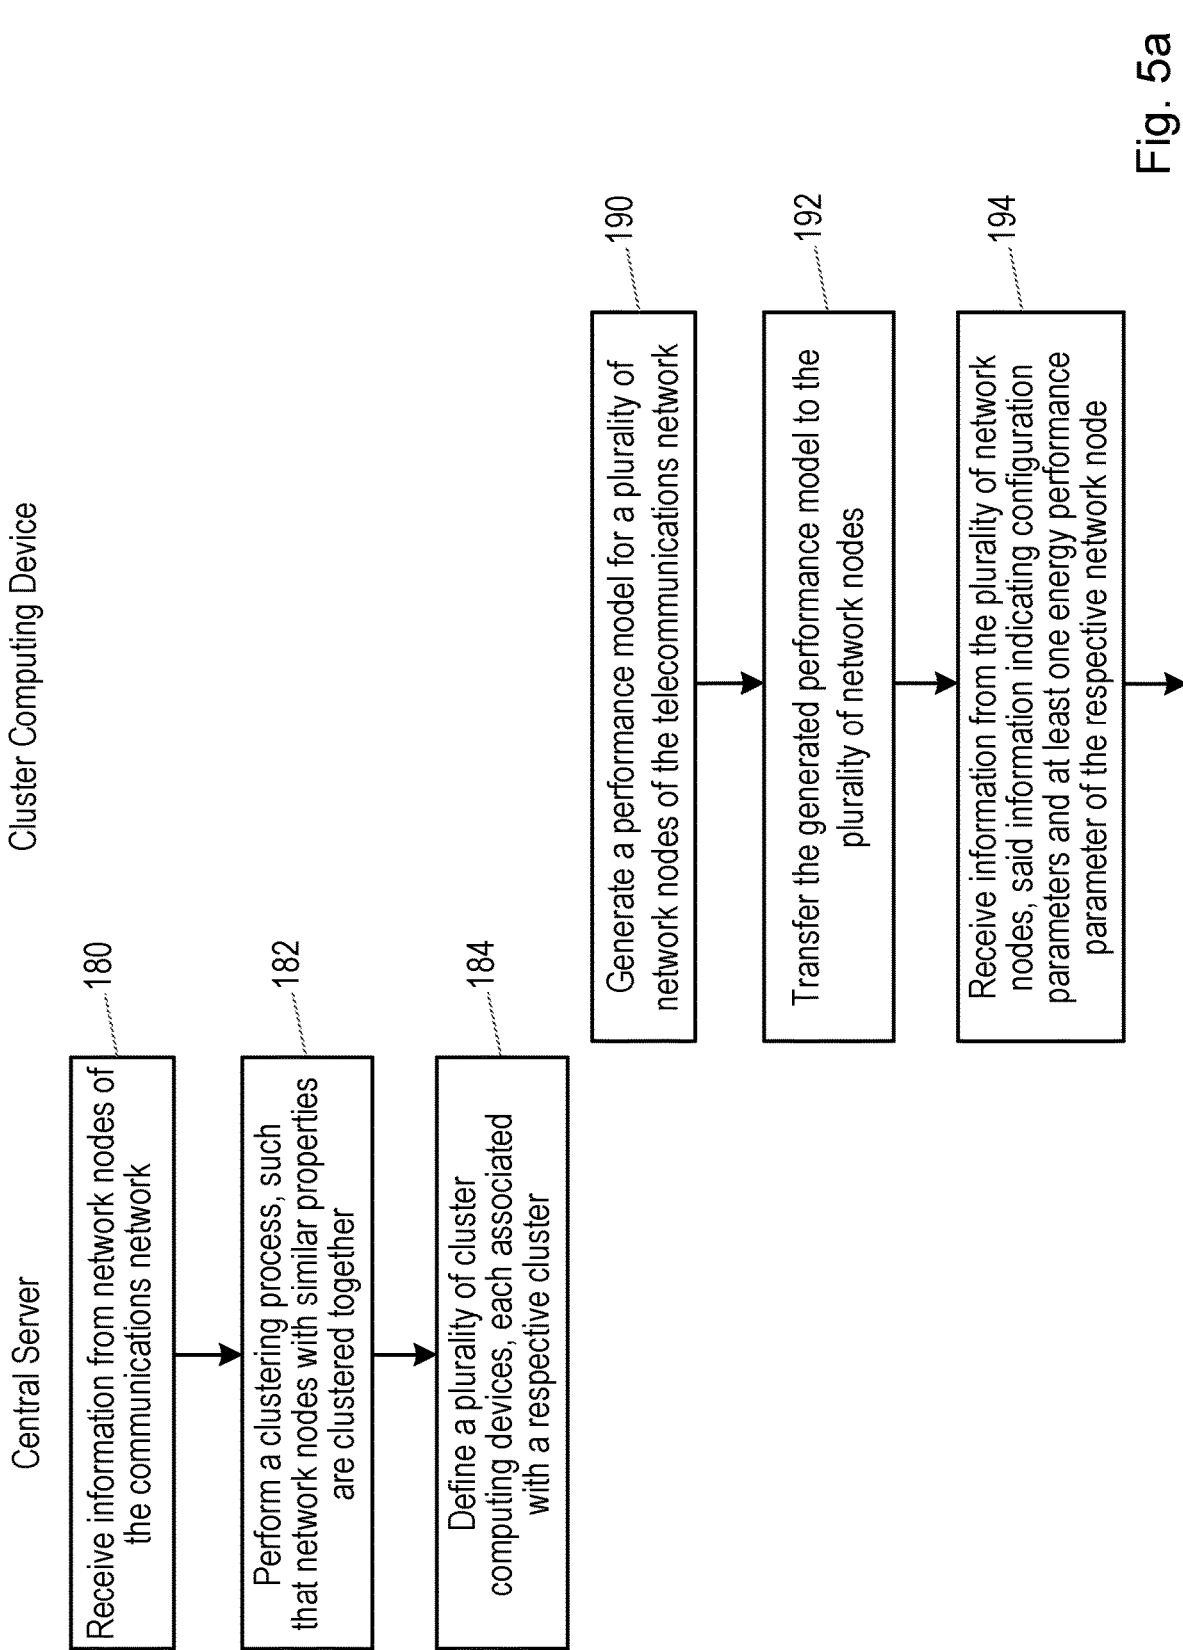 Central Server
Receive information from network nodes of
the communications network
180
Perform a clustering process, such
that network nodes with similar properties
are clustered together
182
Define a plurality of cluster
computing devices, each associated
with a respective cluster
184
Cluster Computing Device
Generate a performance model for a plurality of
network nodes of the telecommunications network
190
Transfer the generated performance model to the
plurality of network nodes
192
Receive information from the plurality of network
nodes, said information indicating configuration
parameters and at least one energy performance
parameter of the respective network node
194
Fig. 5a